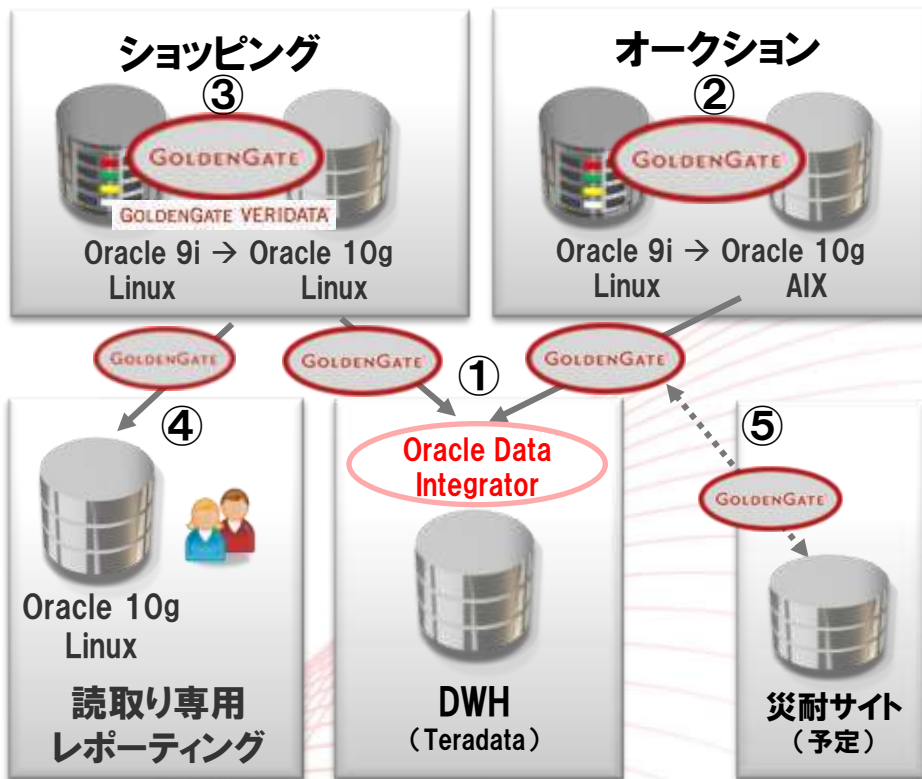 ショッピング
③
GOLDENGATE
GOLDENGATE VERIDATA
Oracle 9i → Oracle 10g
Linux Linux
オークション
②
GOLDENGATE
Oracle 9i → Oracle 10g
Linux AIX
GOLDENGATE
GOLDENGATE
①
GOLDENGATE
④
Oracle 10g
Linux
読取り専用
レポーティング
Oracle Data
Integrator
DWH
(Teradata)
⑤
GOLDENGATE
災耐サイト
(予定)